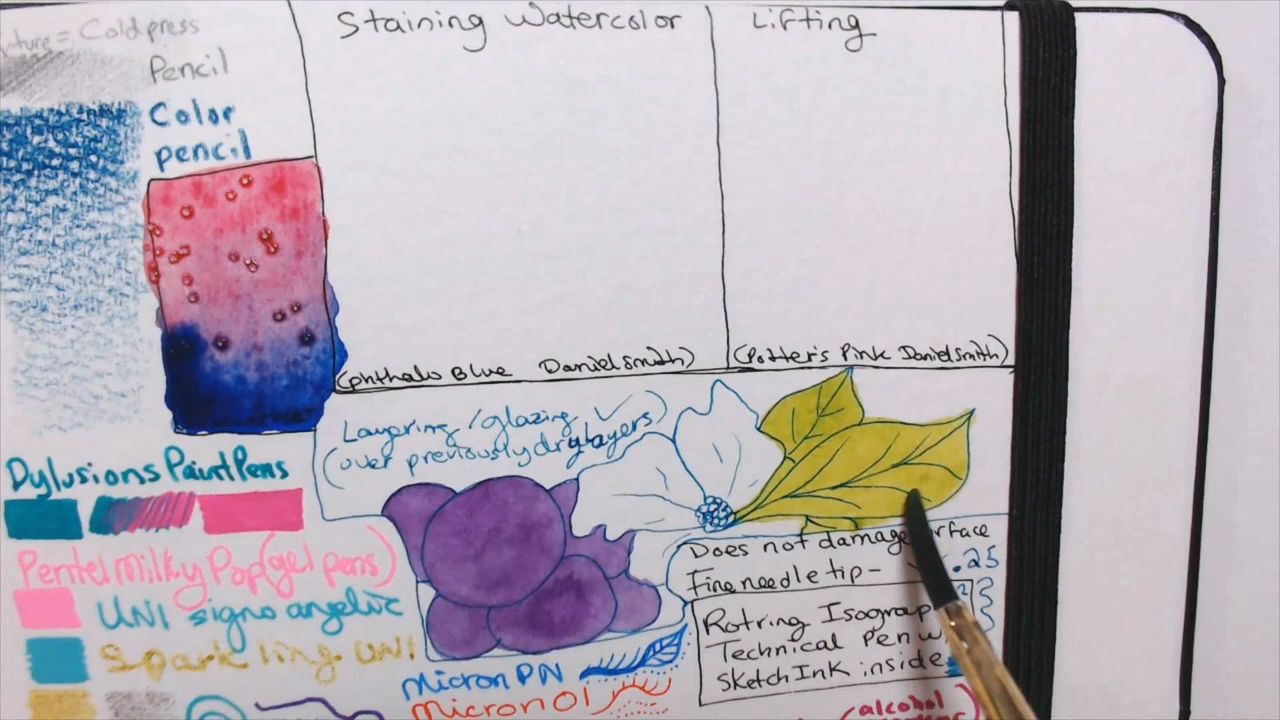 = Coldpress
Pencil
Color
pencil
Staining Watercolor
Lifting
(phthalo Blue Daniel smith)
(Potter's Pink Daniel smith)
Layering/glazing ✓
(over previously dry layers)
Dylusions Paint Pens
Pentel Milky Pop (gel pens)
UNI signo angelic
Sparkling UNI
Micron PN
Micron 01
Does not damage
Fine needle tip - .25
Rotring
Technical Pen
Sketch Ink inside
(alcohol